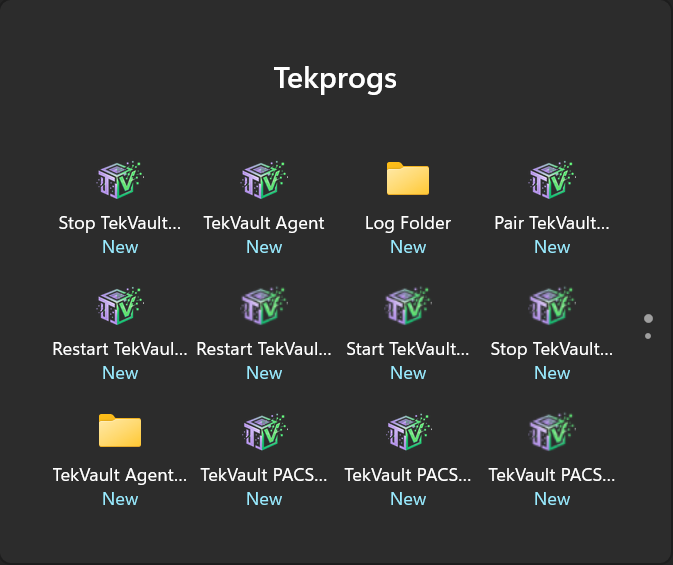 Tekprogs
Stop TekVault...
TekVault Agent
Log Folder
Pair TekVault...
New
New
New
New
Restart TekVaul...
Restart TekVaul...
Start TekVault...
Stop TekVault...
New
New
New
New
TekVault Agent...
TekVault PACS...
TekVault PACS...
TekVault PACS...
New
New
New
New